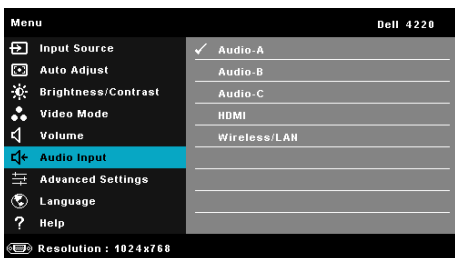 Menu Dell 4220
Input Source
Auto Adjust
Brightness/Contrast
Video Mode
Volume
Audio Input
Advanced Settings
Language
? Help
Audio-A
Audio-B
Audio-C
HDMI
Wireless/LAN
Resolution : 1024x768